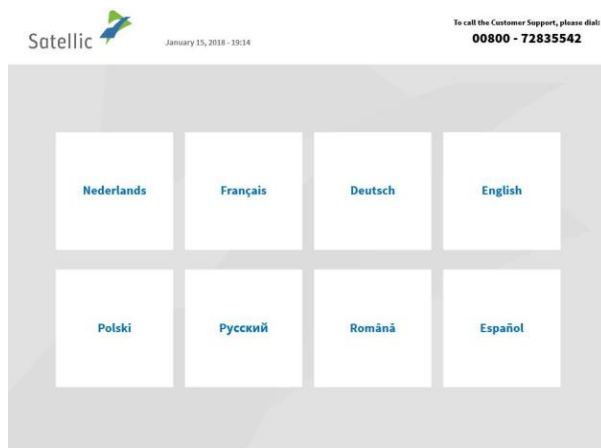 Satellic
January 15, 2018 - 19:14
To call the Customer Support, please dial:
00800 - 72835542
Nederlands
Français
Deutsch
English
Polski
Русский
Română
Español